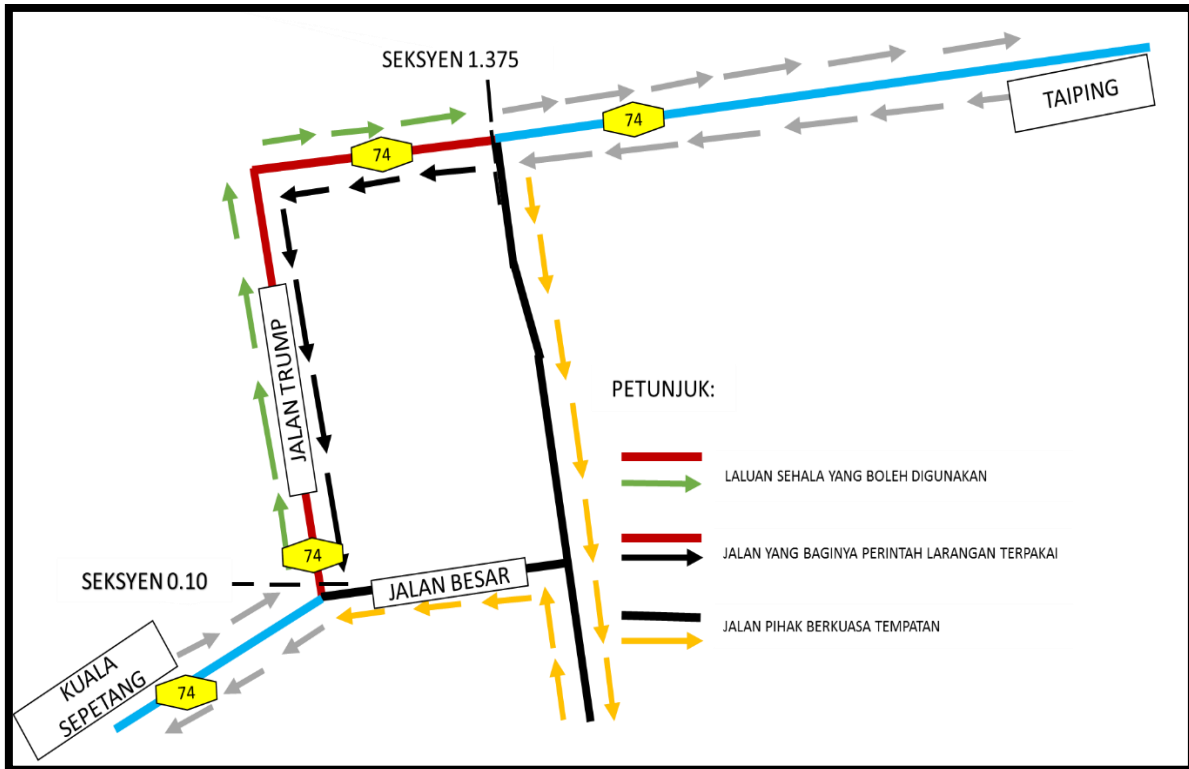 SEKSYEN 1.375
74
TAIPING
74
JALAN TRUMP
PETUNJUK:
LALUAN SEHALA YANG BOLEH DIGUNAKAN
JALAN YANG BAGINYA PERINTAH LARANGAN TERPAKAI
74
SEKSYEN 0.10
JALAN BESAR
JALAN PIHAK BERKUASA TEMPATAN
KUALA
SEPETANG
74